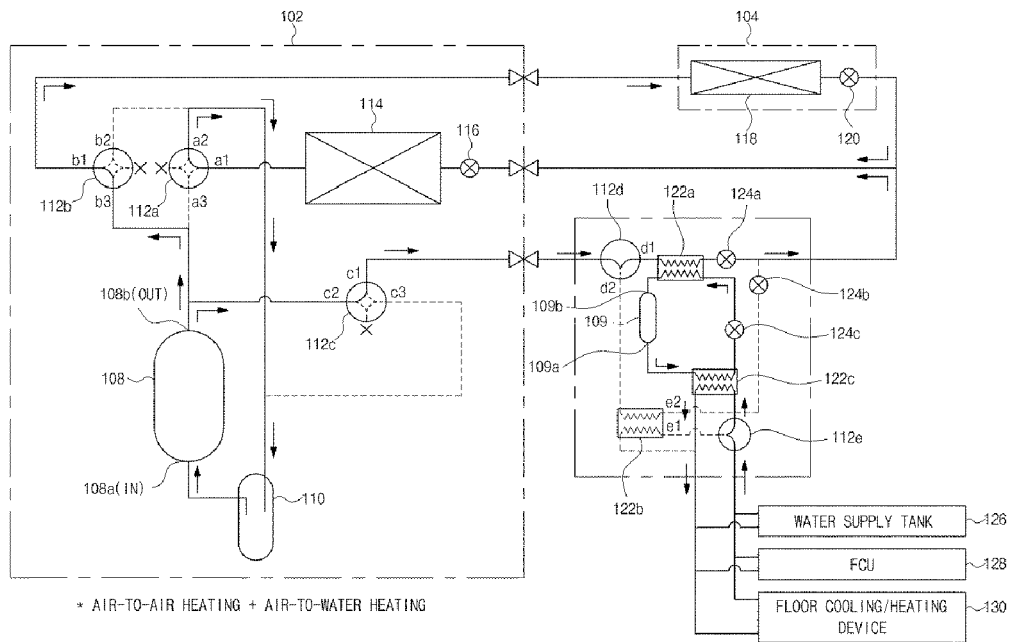 102
104
114
116
118
120
b2
a2
b1
a1
b3
a3
112b
112a
112d
122a
124a
d1
d2
c1
c2
c3
112c
108b(OUT)
109b
109
109a
124b
124c
122c
108
e2
e1
112e
108a(IN)
110
122b
WATER SUPPLY TANK
126
FCU
128
FLOOR COOLING/HEATING
DEVICE
130
* AIR-TO-AIR HEATING + AIR-TO-WATER HEATING